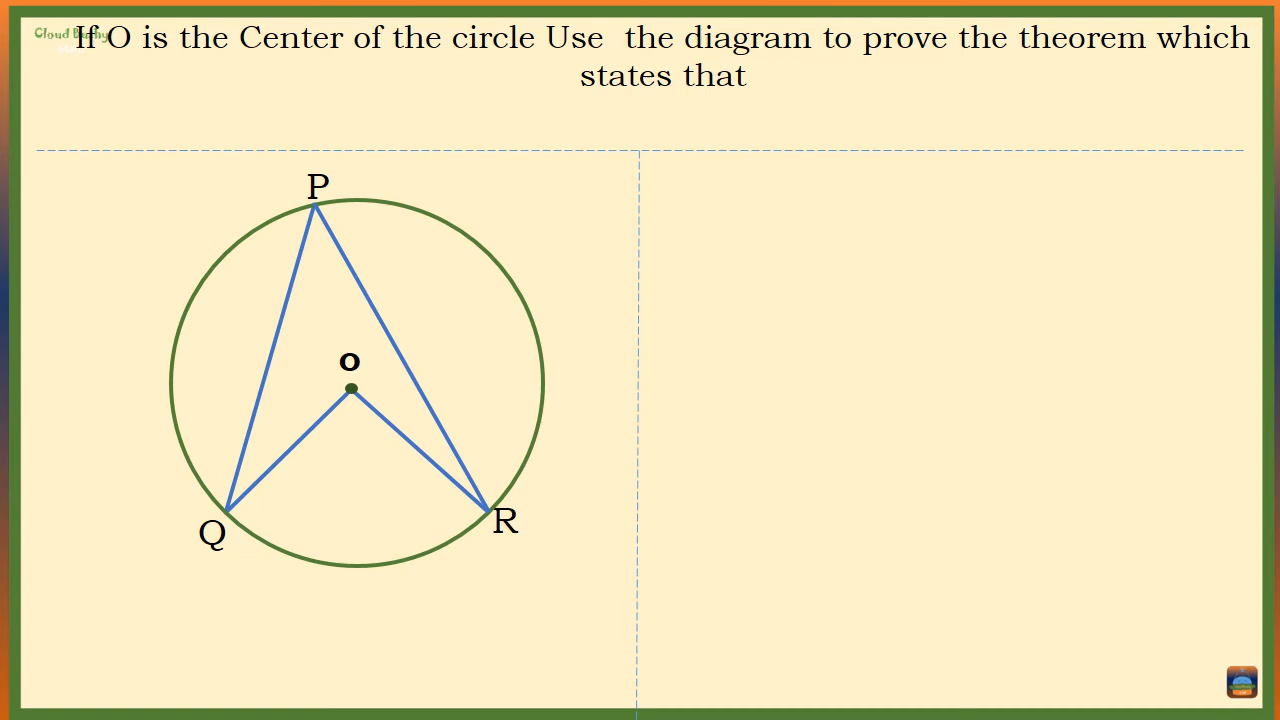 If O is the Center of the circle Use  the diagram to prove the theorem which
states that
P
o
Q
R